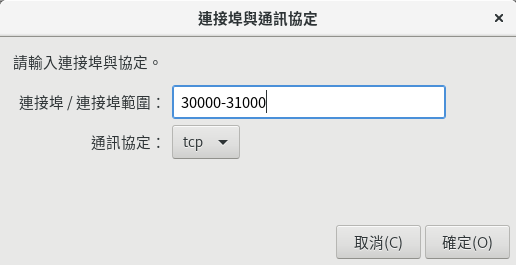 連接埠與通訊協定
請輸入連接埠與協定。
連接埠 / 連接埠範圍： 30000-31000
通訊協定： tcp
取消(C) 確定(O)